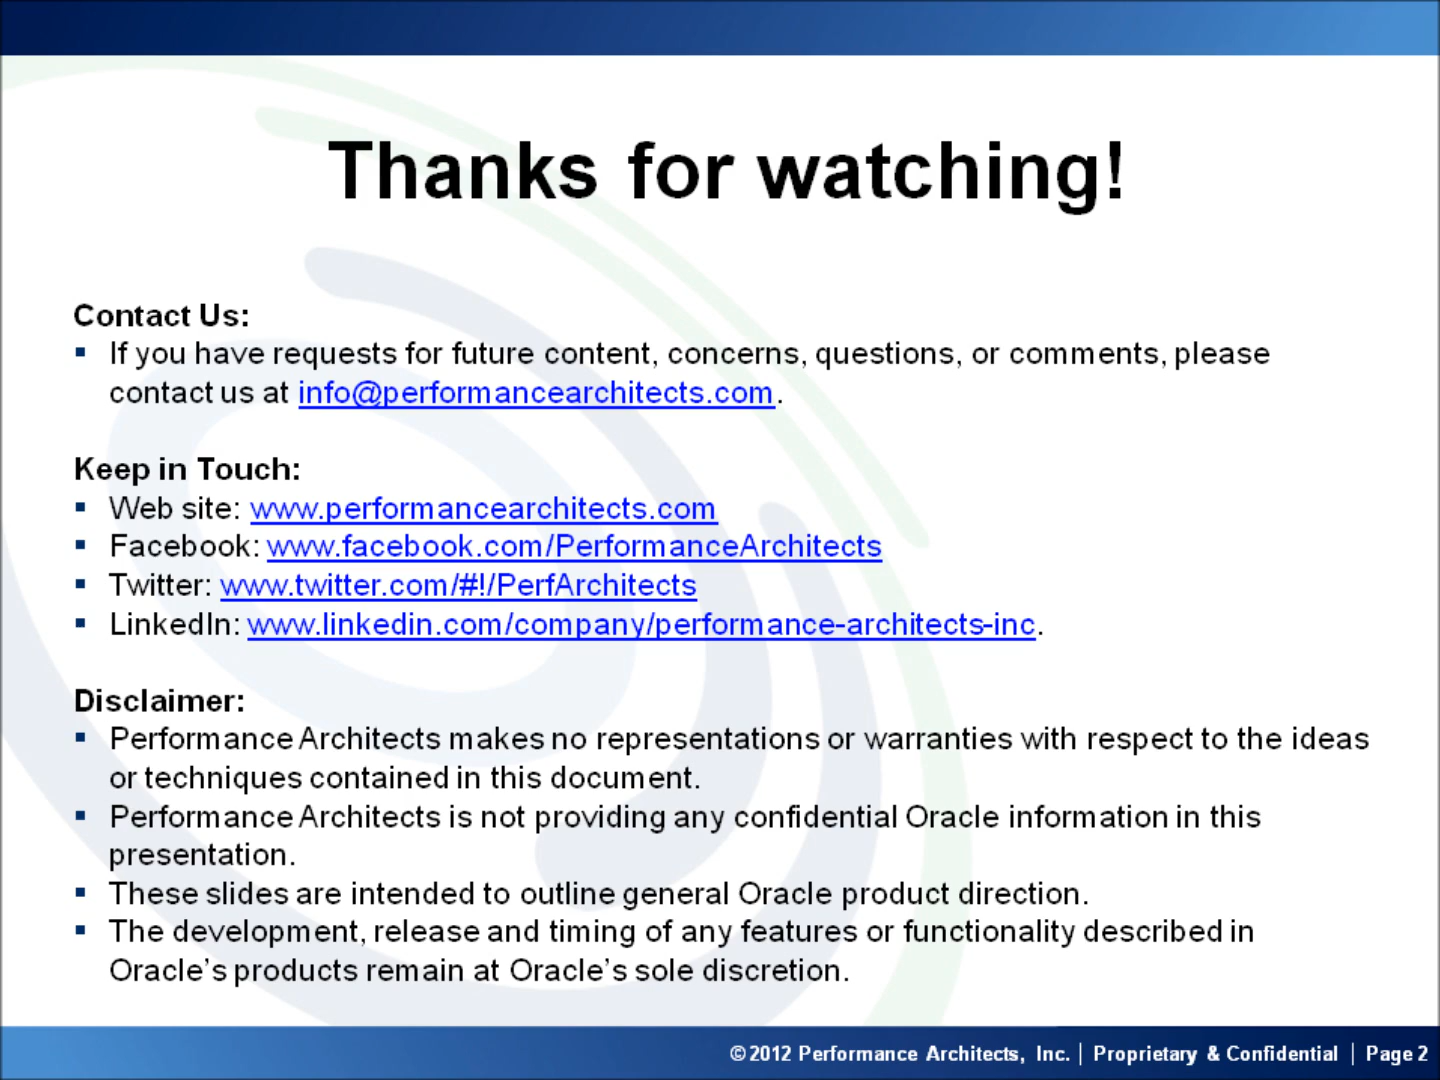 Thanks for watching!
Contact Us:
▪ If you have requests for future content, concerns, questions, or comments, please
contact us at info@performancearchitects.com.
Keep in Touch:
▪ Web site: www.performancearchitects.com
▪ Facebook: www.facebook.com/PerformanceArchitects
▪ Twitter: www.twitter.com/#!/PerfArchitects
▪ LinkedIn: www.linkedin.com/company/performance-architects-inc.
Disclaimer:
▪ Performance Architects makes no representations or warranties with respect to the ideas
or techniques contained in this document.
▪ Performance Architects is not providing any confidential Oracle information in this
presentation.
▪ These slides are intended to outline general Oracle product direction.
▪ The development, release and timing of any features or functionality described in
Oracle’s products remain at Oracle’s sole discretion.
©2012 Performance Architects, Inc. | Proprietary & Confidential | Page 2